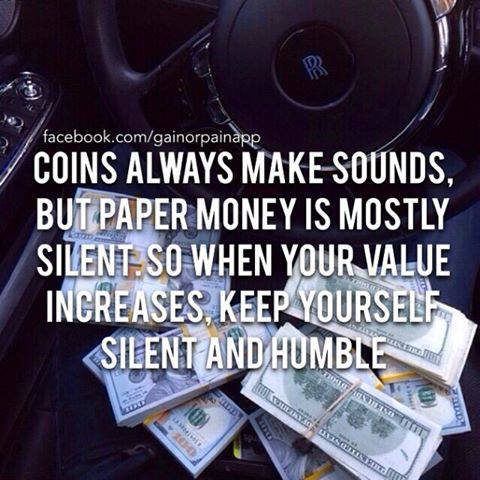 facebook.com/gainorpainapp
COINS ALWAYS MAKE SOUNDS,
BUT PAPER MONEY IS MOSTLY
SILENT. SO WHEN YOUR VALUE
INCREASES, KEEP YOURSELF
SILENT AND HUMBLE